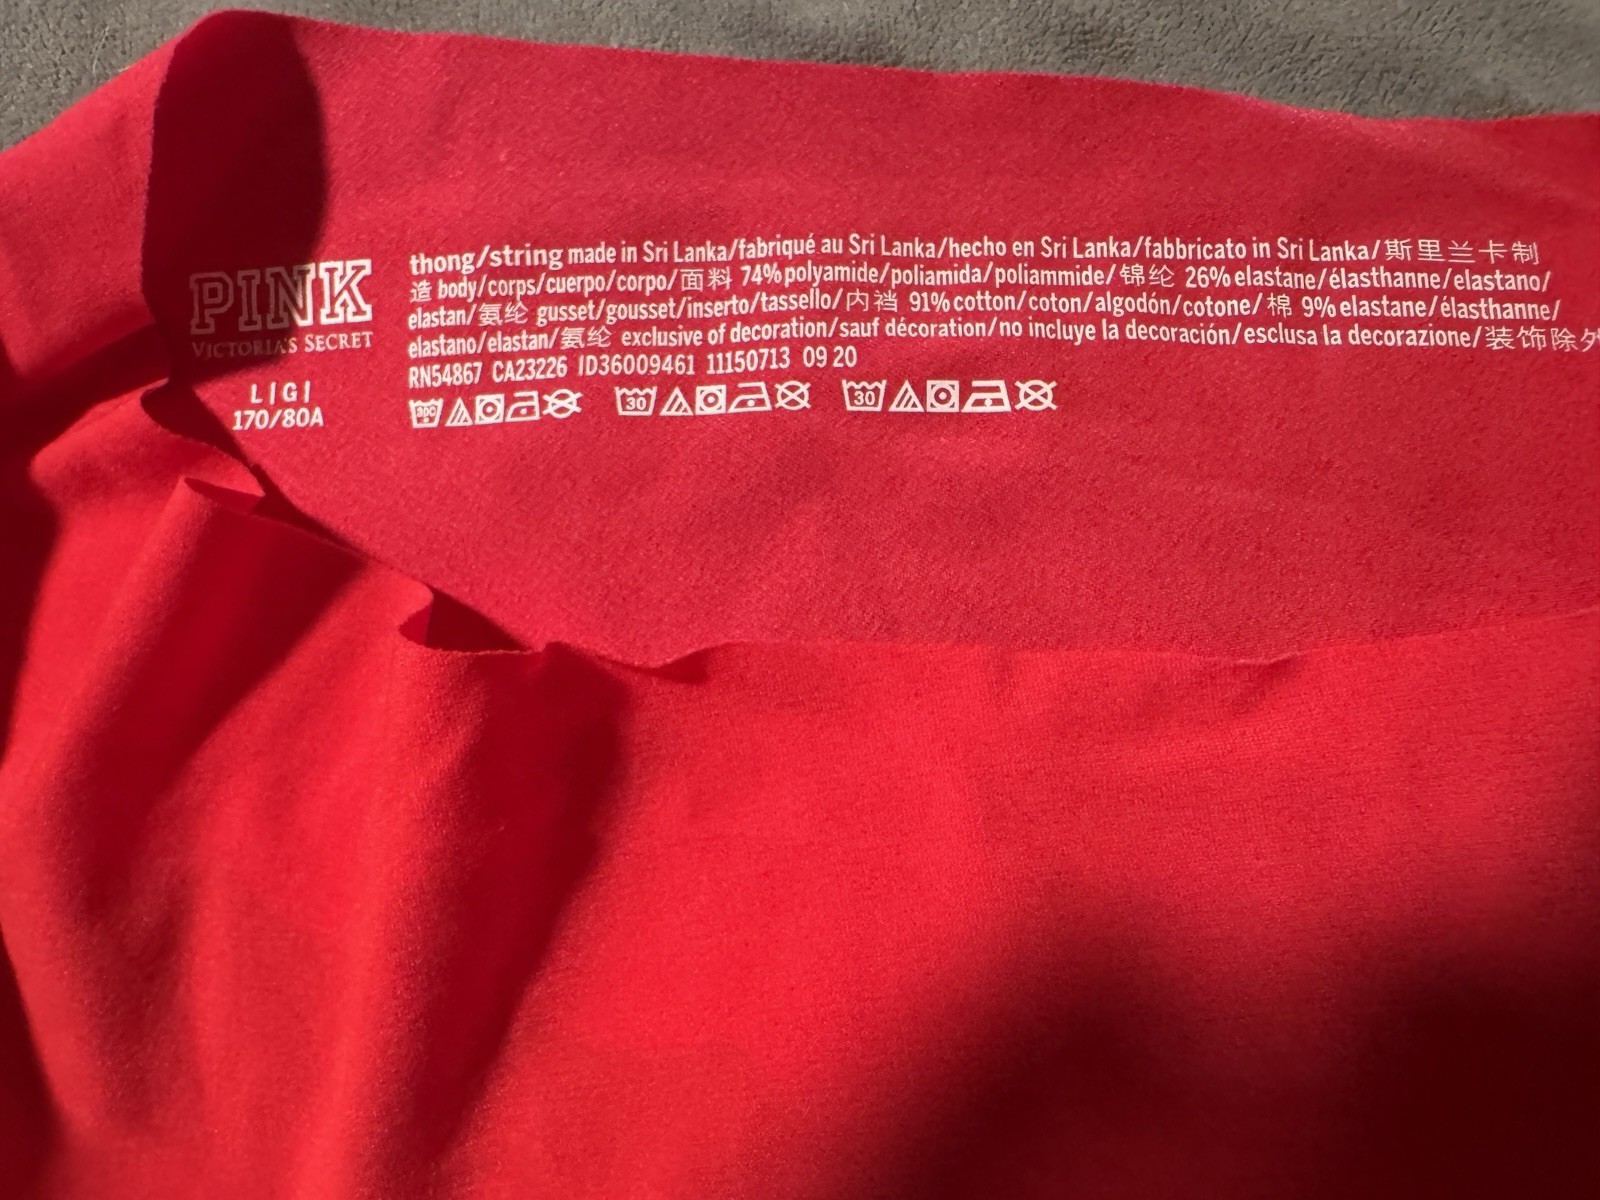 PINK
VICTORIA'S SECRET
L|G|
170/80A
thong/string made in Sri Lanka/fabriqué au Sri Lanka/hecho en Sri Lanka/fabbricato in Sri Lanka/斯里兰卡制
造 body/corps/cuerpo/corpo/面料 74% polyamide/poliamida/poliammide/锦纶 26% elastane/élasthanne/elastano/
elastan/氨纶 gusset/gousset/inserto/tassello/内裆 91% cotton/coton/algodón/cotone/棉 9% elastane/élasthanne/
elastano/elastan/氨纶 exclusive of decoration/sauf décoration/no incluye la decoración/esclusa la decorazione/装饰除外
RN54867 CA23226 ID36009461 11150713 09 20
30 30